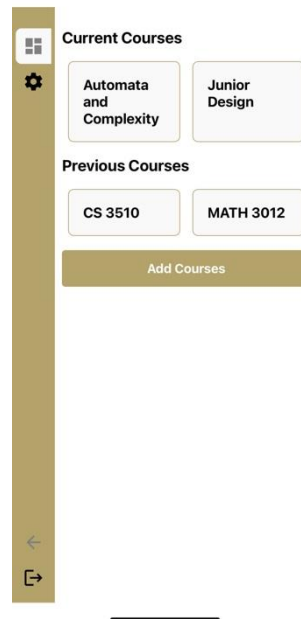 Current Courses
Automata
and
Complexity
Junior
Design
Previous Courses
CS 3510
MATH 3012
Add Courses